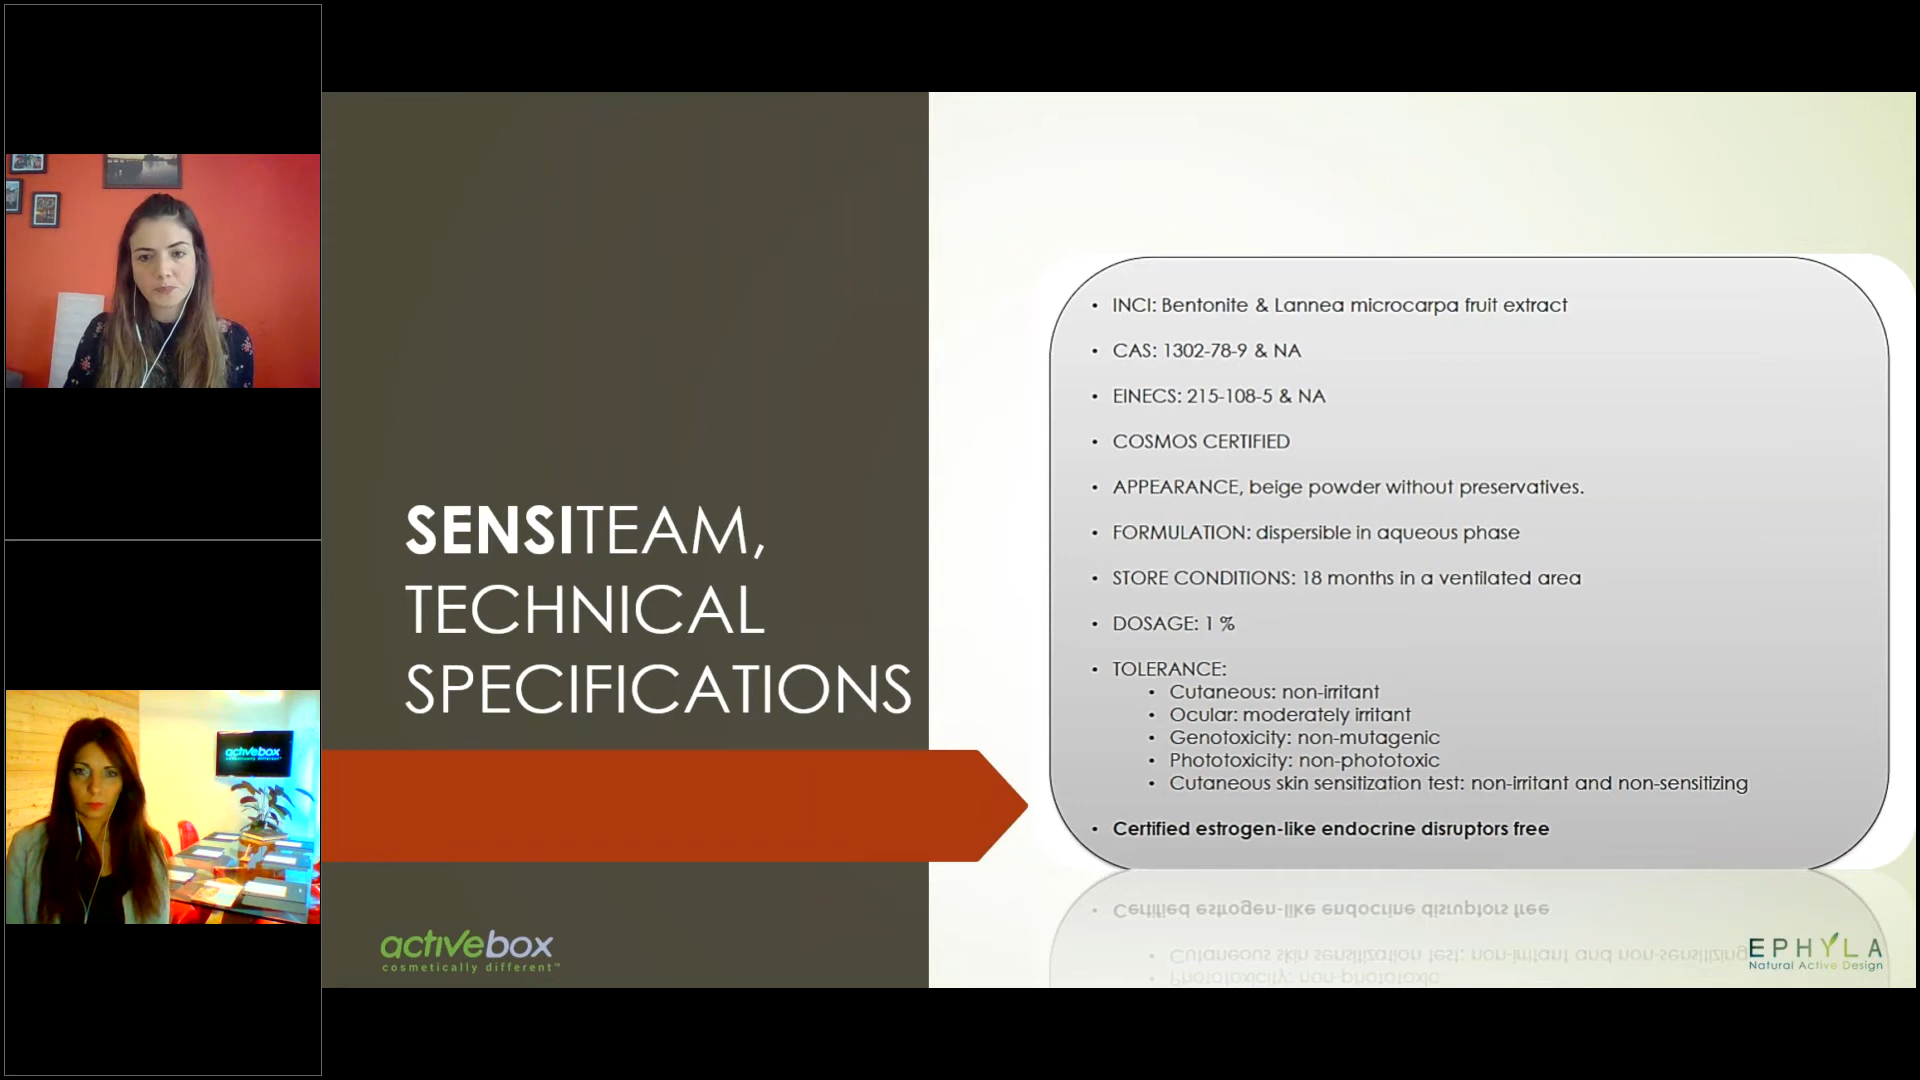 SENSITEAM,
TECHNICAL
SPECIFICATIONS
activebox
cosmetically different™
• INCI: Bentonite & Lannea microcarpa fruit extract
• CAS: 1302-78-9 & NA
• EINECS: 215-108-5 & NA
• COSMOS CERTIFIED
• APPEARANCE, beige powder without preservatives.
• FORMULATION: dispersible in aqueous phase
• STORE CONDITIONS: 18 months in a ventilated area
• DOSAGE: 1 %
• TOLERANCE:
• Cutaneous: non-irritant
• Ocular: moderately irritant
• Genotoxicity: non-mutagenic
• Phototoxicity: non-phototoxic
• Cutaneous skin sensitization test: non-irritant and non-sensitizing
• Certified estrogen-like endocrine disruptors free
EPHYLA
Natural Active Design
activebox
cosmetically different™